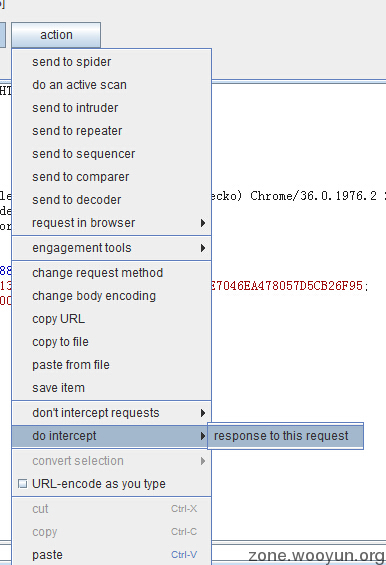 action
send to spider
do an active scan
send to intruder
send to repeater
send to sequencer
send to comparer
send to decoder
ecko) Chrome/36.0.1976.2
request in browser
engagement tools
change request method
change body encoding
E7046EA478057D5CB26F95;
copy URL
copy to file
paste from file
save item
don't intercept requests
do intercept response to this request
convert selection
URL-encode as you type
cut Ctrl-X
copy Ctrl-C
paste Ctrl-V
zone.wooyun.org